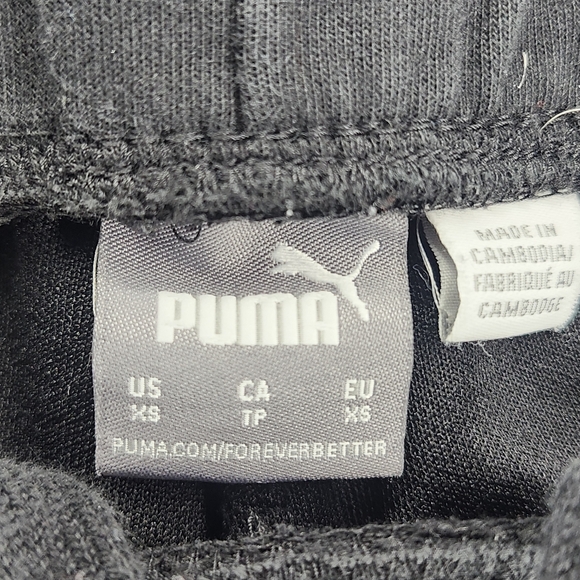 PUMA
US CA EU
XS TP XS
PUMA.COM/FOREVERBETTER
MADE IN
CAMBODIA/
FABRIQUÉ AU
CAMBODGE